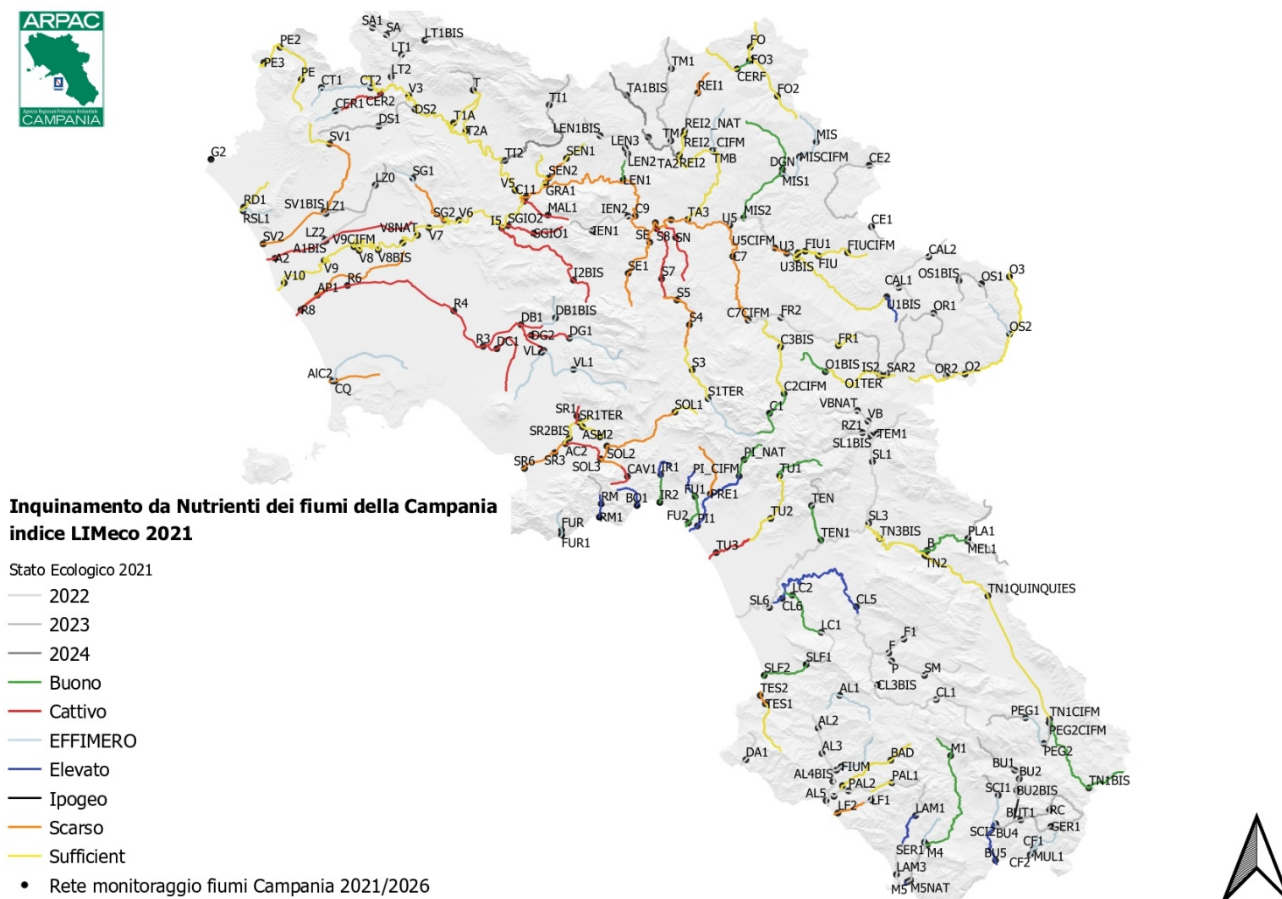 ARPAC
CAMPANIA
SA1
SA
LT1BIS
PE2
PE3
PE
LT1
LT2
CT1
CT2
V3
T
CER1
CER2
DS1
DS2
T1A
T2A
TI1
TI2
TM1
TA1BIS
FO
FO3
CERF
REI1
FO2
LEN1BIS
LEN3
LEN2
LEN1
TM
REI2_NAT
REI2
CIFM
TA2
REI2
TMB
MIS
MISCIFM
DGN
MIS1
CE2
G2
SV1
SEN1
SEN2
GRA1
V5
C11
RD1
RSL1
LZ0
SG1
SV1BIS
LZ1
SG2
V6
I5
SGIO2
MAL1
SGIO1
IEN2
IEN1
C9
SE
S8
SN
TA3
U5
MIS2
CE1
SV2
LZ2
A1BIS
A2
V9CIFM
V8NAT
V7
V8
V8BIS
V9
V10
U5CIFM
C7
U3
U3BIS
FIU1
FIU
FIUCIFM
CAL2
CAL1
OS1BIS
OS1
O3
U1BIS
OR1
OS2
R6
AP1
R8
R4
I2BIS
SE1
S7
S5
S4
C7CIFM
FR2
DB1
DB1BIS
DG2
DG1
R3
DC1
VL2
VL1
C3BIS
FR1
S3
O1BIS
O1TER
IS2
SAR2
OR2
O2
AIC2
CQ
S1TER
C2CIFM
C1
SOL1
VBNAT
VB
RZ1
TEM1
SL1BIS
SL1
SR1
SR1TER
SR2BIS
ASM2
AC2
SOL2
SR6
SR3
SOL3
CAV1
IR1
PI_CIFM
PI_NAT
TU1
RM
RM1
BO1
IR2
FU1
PRE1
FU2
PI1
TU2
TEN
TEN1
FUR
FUR1
TU3
SL3
TN3BIS
B
TN2
PLA1
MEL1
Inquinamento da Nutrienti dei fiumi della Campania
indice LIMeco 2021
Stato Ecologico 2021
2022
2023
2024
Buono
Cattivo
EFFIMERO
Elevato
Ipogeo
Scarso
Sufficient
Rete monitoraggio fiumi Campania 2021/2026
LC2
CL6
SL6
CL5
LC1
TN1QUINQUIES
F1
F
P
SM
SLF1
SLF2
CL3BIS
CL1
TES2
TES1
AL1
AL2
PEG1
TN1CIFM
PEG2CIFM
PEG2
DA1
AL3
BAD
M1
BU1
BU2
TN1BIS
FIUM
AL4BIS
PAL2
PAL1
SCI1
BU2BIS
AL5
LF2
LF1
LAM1
BUT1
RC
SCI2
BU4
GER1
SER1
M4
CF1
MUL1
BU5
CF2
LAM3
M5
M5NAT